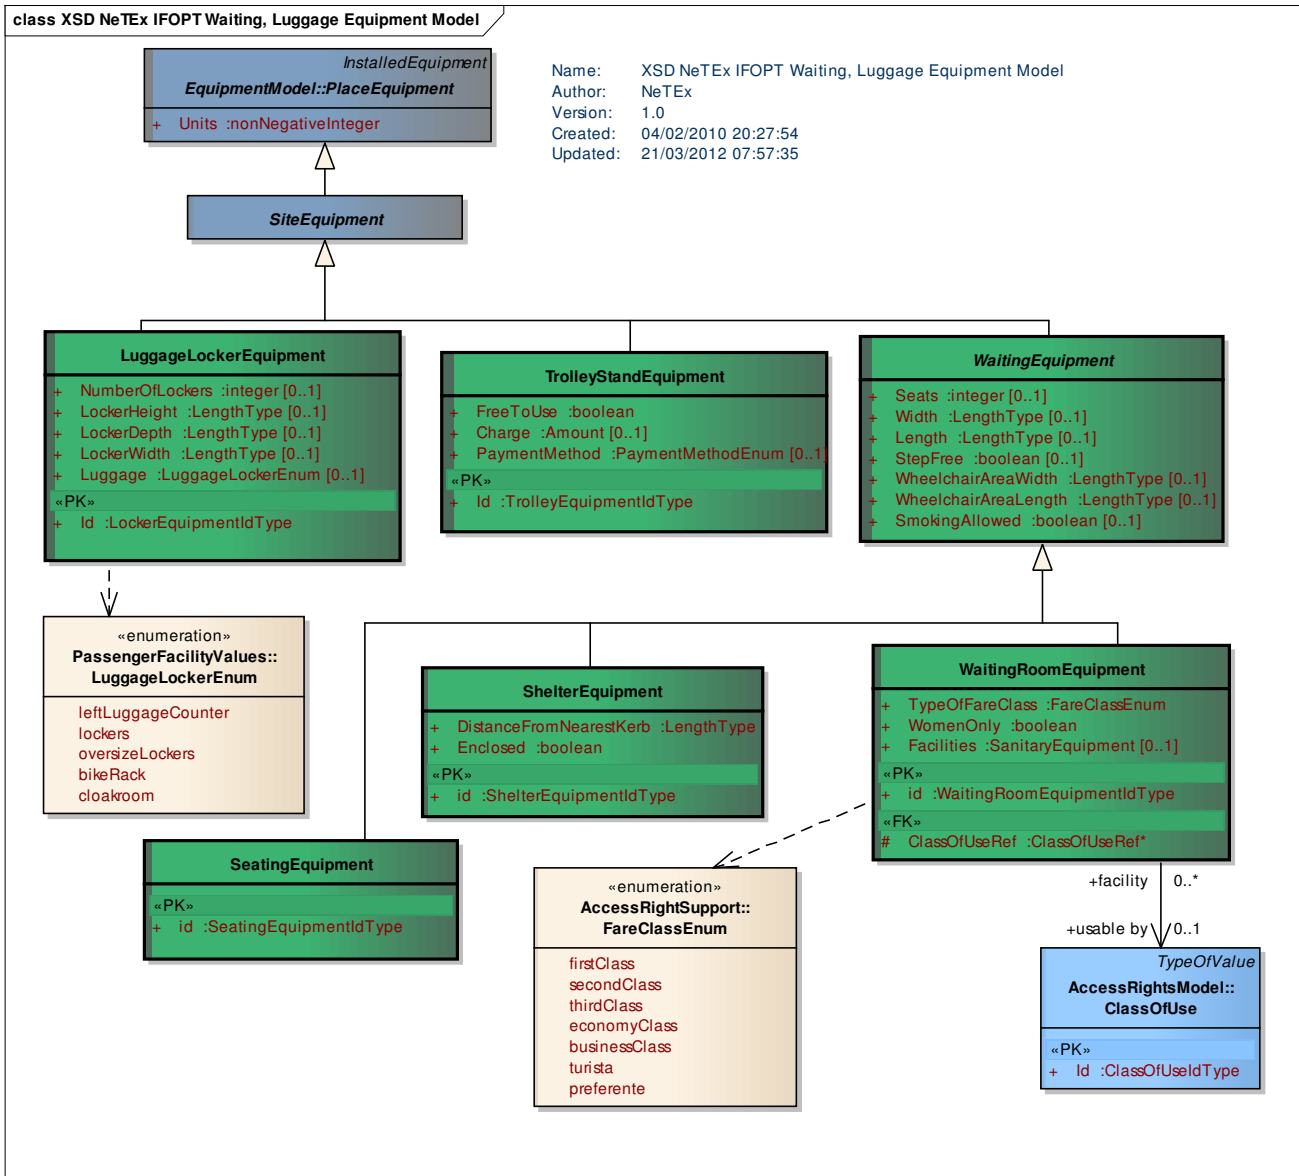 class XSD NeTEx IFOPT Waiting, Luggage Equipment Model
InstalledEquipment
EquipmentModel::PlaceEquipment
+ Units :nonNegativeInteger
Name: XSD NeTEx IFOPT Waiting, Luggage Equipment Model
Author: NeTEx
Version: 1.0
Created: 04/02/2010 20:27:54
Updated: 21/03/2012 07:57:35
SiteEquipment
LuggageLockerEquipment
+ NumberOfLockers :integer [0..1]
+ LockerHeight :LengthType [0..1]
+ LockerDepth :LengthType [0..1]
+ LockerWidth :LengthType [0..1]
+ Luggage :LuggageLockerEnum [0..1]
«PK»
+ Id :LockerEquipmentIdType
TrolleyStandEquipment
+ FreeToUse :boolean
+ Charge :Amount [0..1]
+ PaymentMethod :PaymentMethodEnum [0..1]
«PK»
+ Id :TrolleyEquipmentIdType
WaitingEquipment
+ Seats :integer [0..1]
+ Width :LengthType [0..1]
+ Length :LengthType [0..1]
+ StepFree :boolean [0..1]
+ WheelchairAreaWidth :LengthType [0..1]
+ WheelchairAreaLength :LengthType [0..1]
+ SmokingAllowed :boolean [0..1]
«enumeration»
PassengerFacilityValues::
LuggageLockerEnum
leftLuggageCounter
lockers
oversizeLockers
bikeRack
cloakroom
ShelterEquipment
+ DistanceFromNearestKerb :LengthType
+ Enclosed :boolean
«PK»
+ id :ShelterEquipmentIdType
WaitingRoomEquipment
+ TypeOfFareClass :FareClassEnum
+ WomenOnly :boolean
+ Facilities :SanitaryEquipment [0..1]
«PK»
+ id :WaitingRoomEquipmentIdType
«FK»
# ClassOfUseRef :ClassOfUseRef*
SeatingEquipment
«PK»
+ id :SeatingEquipmentIdType
«enumeration»
AccessRightSupport::
FareClassEnum
firstClass
secondClass
thirdClass
economyClass
businessClass
turista
preferente
+facility 0..*
+usable by 0..1
TypeOfValue
AccessRightsModel::
ClassOfUse
«PK»
+ Id :ClassOfUseIdType